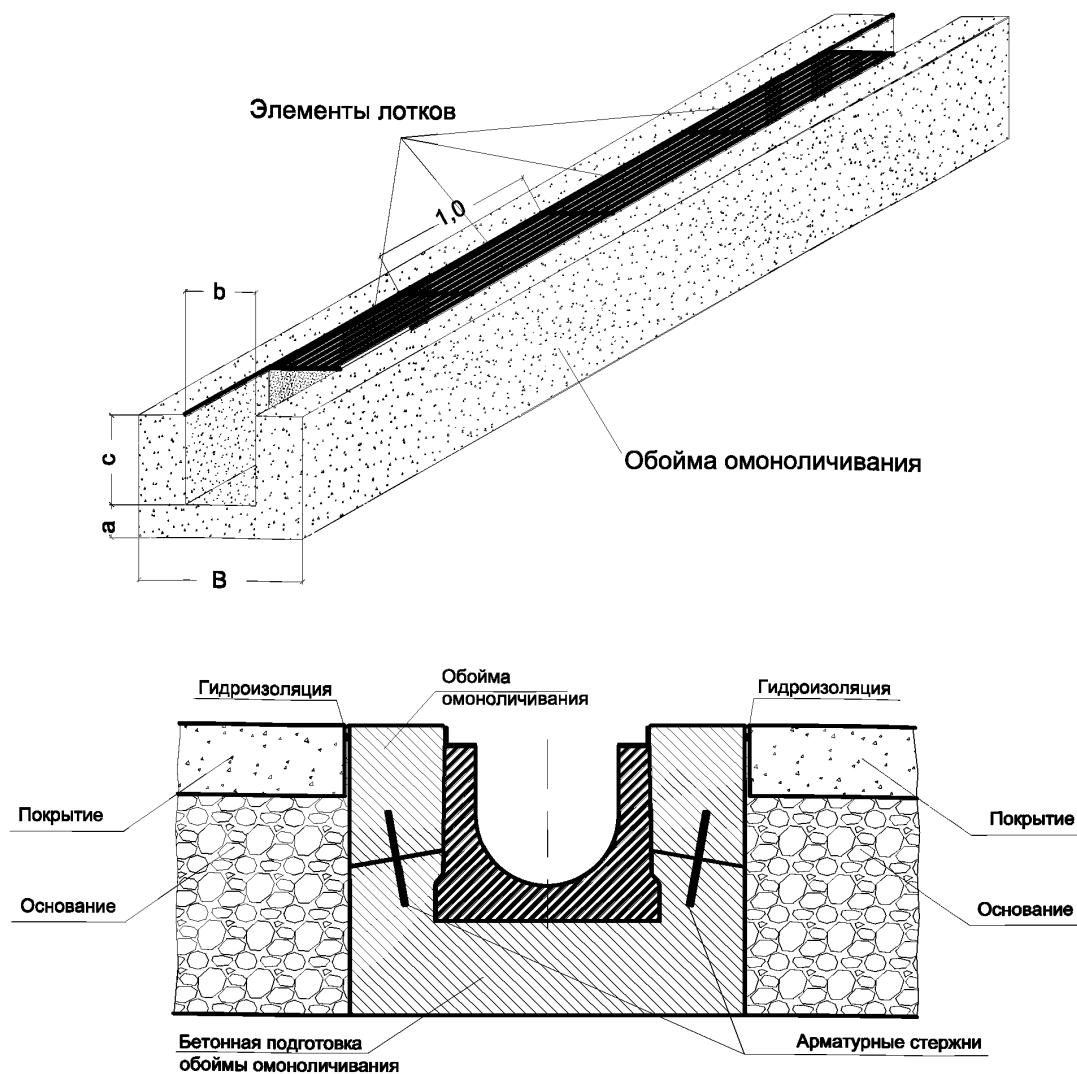 Элементы лотков
1,0
b
c
a
B
Обойма омоноличивания
Гидроизоляция
Обойма
омоноличивания
Гидроизоляция
Покрытие
Покрытие
Основание
Основание
Бетонная подготовка
обоймы омоноличивания
Арматурные стержни